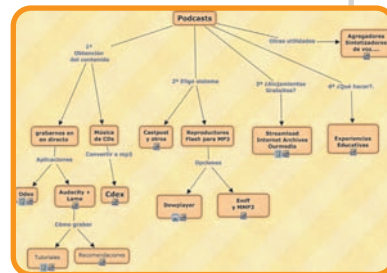 Podcasts
Otras utilidades
Agregadores
Sintetizadores
de voz....
1º
Obtención
del contenido
2º Elige sistema
3º ¿Alojamientos
Gratuitos?
4º ¿Qué hacer?.
grabarnos en
en directo
Música
de CDs
Castpost
y otros
Reproductores
Flash para MP3
Streamload
Internet Archives
Ourmedia
Experiencias
Educativas
Aplicaciones
Convertir a mp3
Opciones
Odeo
Audacity +
Lame
Cdex
Dewplayer
Emff
y MMP3
Cómo grabar
Tutoriales
Recomendaciones